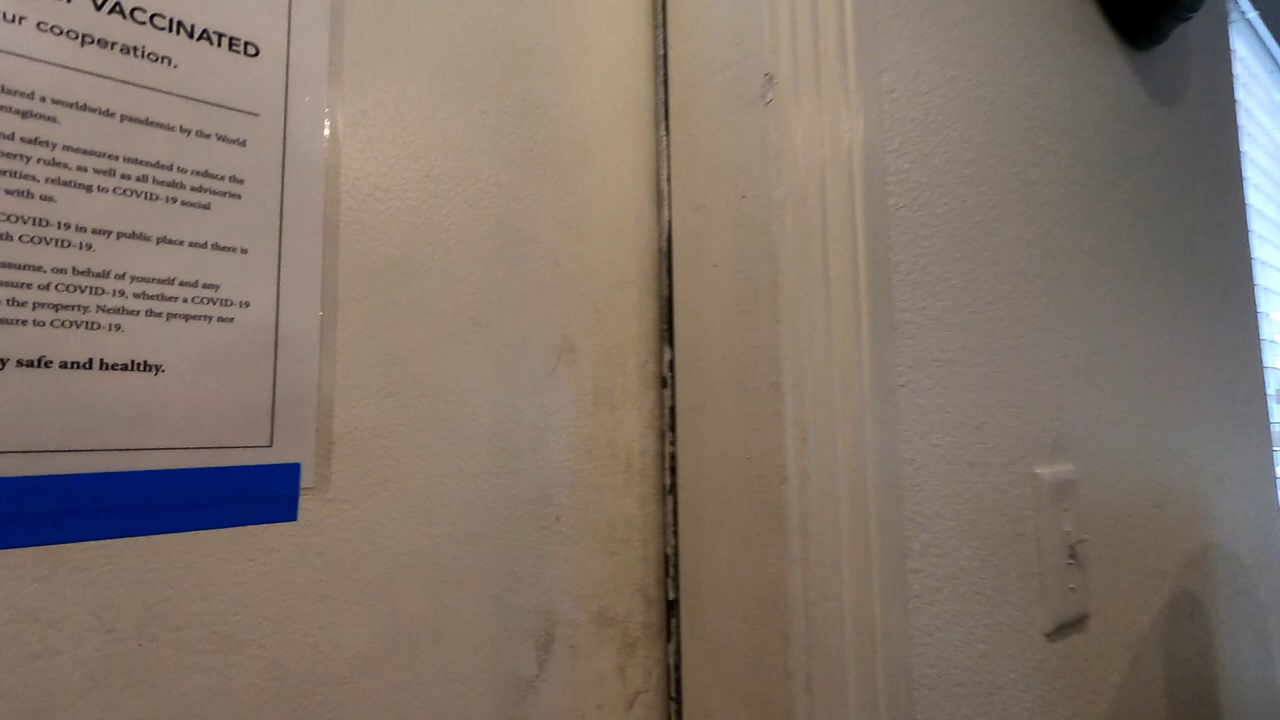 VACCINATED
ur cooperation.
lared a worldwide pandemic by the World
ntagious.
nd safety measures intended to reduce the
perty rules, as well as all health advisories
rities, relating to COVID-19 social
with us.
COVID-19 in any public place and there is
th COVID-19.
assume, on behalf of yourself and any
osure of COVID-19, whether a COVID-19
the property. Neither the property nor
sure to COVID-19.
y safe and healthy.